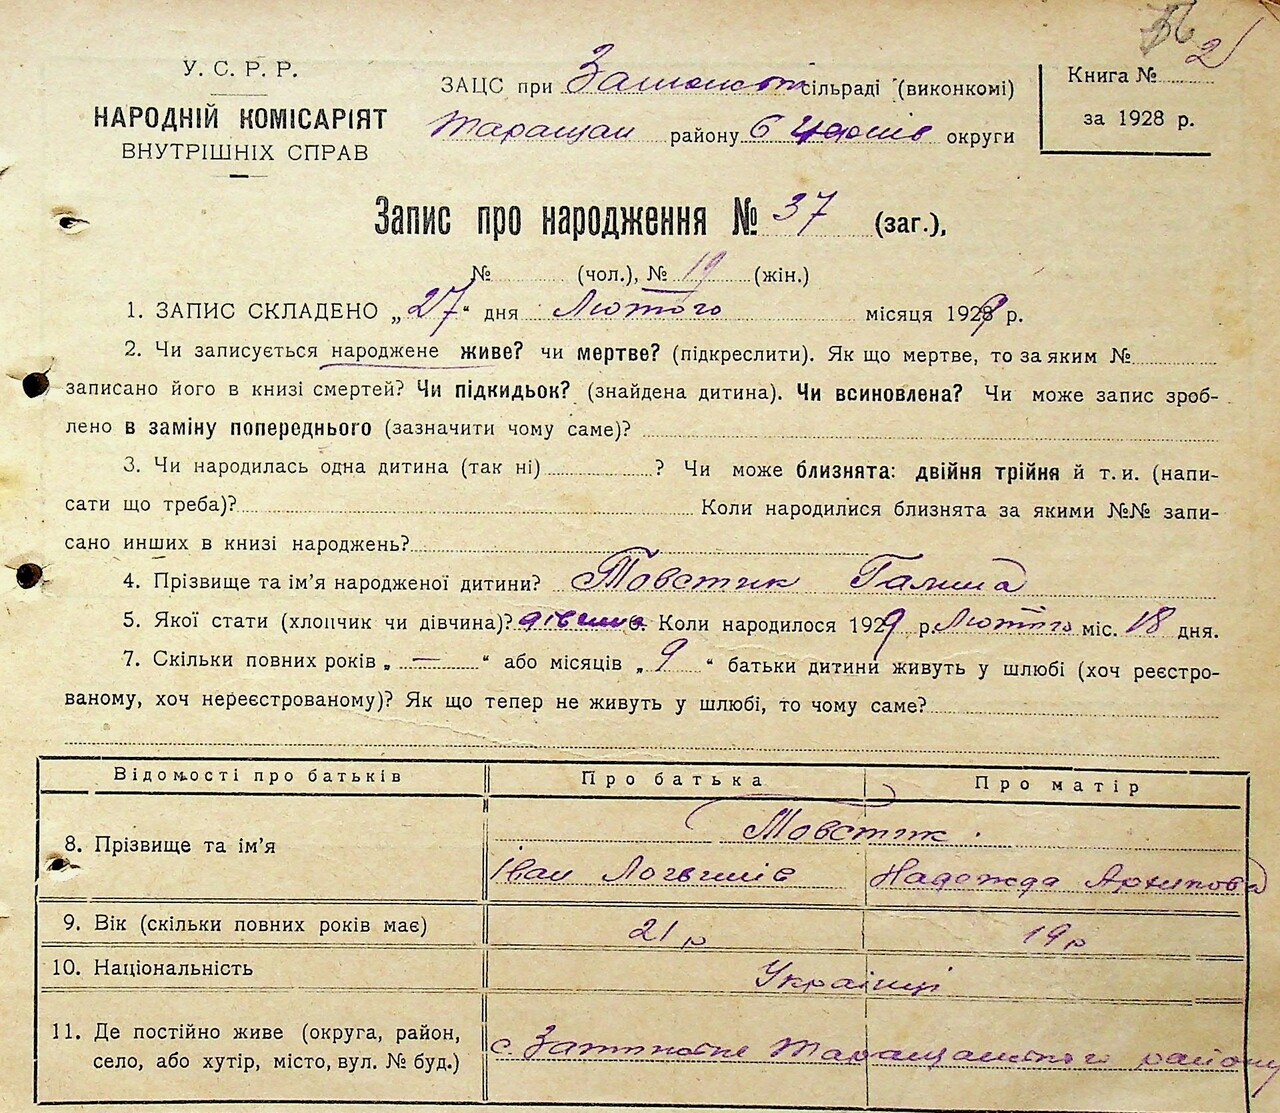 2
У. С. Р. Р.
НАРОДНІЙ КОМІСАРІЯТ
ВНУТРІШНІХ СПРАВ
ЗАЦС при сільраді (виконкомі)
Таращан району Б Церків округи
Книга №
за 1928 р.
Запис про народження № 37 (заг.),
№ (чол.), № 19 (жін.)
1. ЗАПИС СКЛАДЕНО „27“ дня Лютого місяця 1929 р.
2. Чи записується народжене живе? чи мертве? (підкреслити). Як що мертве, то за яким №
записано його в книзі смертей? Чи підкидьок? (знайдена дитина). Чи всиновлена? Чи може запис зроб-
лено в заміну попереднього (зазначити чому саме)?
3. Чи народилась одна дитина (так ні) ? Чи може близнята: двійня трійня й т. и. (напи-
сати що треба)? Коли народилися близнята за якими №№ запи-
сано инших в книзі народжень?
4. Прізвище та ім'я народженої дитини? Товстик Галина
5. Якої стати (хлопчик чи дівчина)? дівчина 6. Коли народилося 1929 р. Лютого міс. 18 дня.
7. Скільки повних років „ — “ або місяців „ 9 “ батьки дитини живуть у шлюбі (хоч реєстро-
ваному, хоч нереєстрованому)? Як що тепер не живуть у шлюбі, то чому саме?
Відомості про батьків Про батька Про матір
8. Прізвище та ім'я Товстик.
Іван Логвинів Надежда Архипова
9. Вік (скільки повних років має) 21 р 19 р
10. Національність Українці
11. Де постійно живе (округа, район,
село, або хутір, місто, вул. № буд.) с. Таращанського району